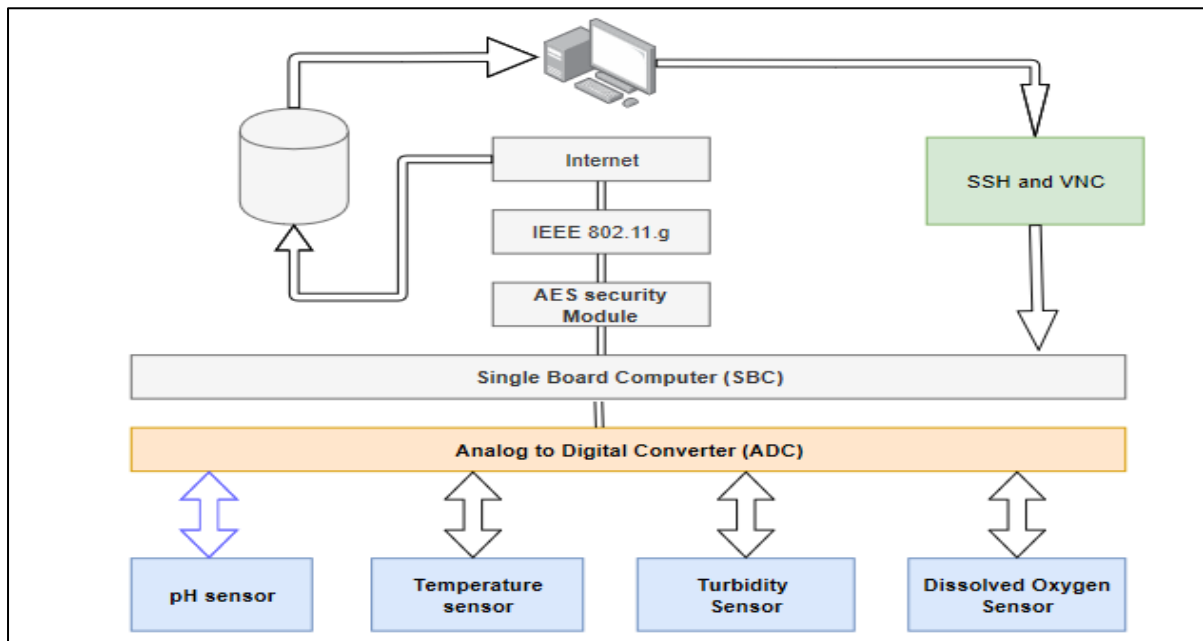 Internet
SSH and VNC
IEEE 802.11.g
AES security
Module
Single Board Computer (SBC)
Analog to Digital Converter (ADC)
pH sensor
Temperature
sensor
Turbidity
Sensor
Dissolved Oxygen
Sensor